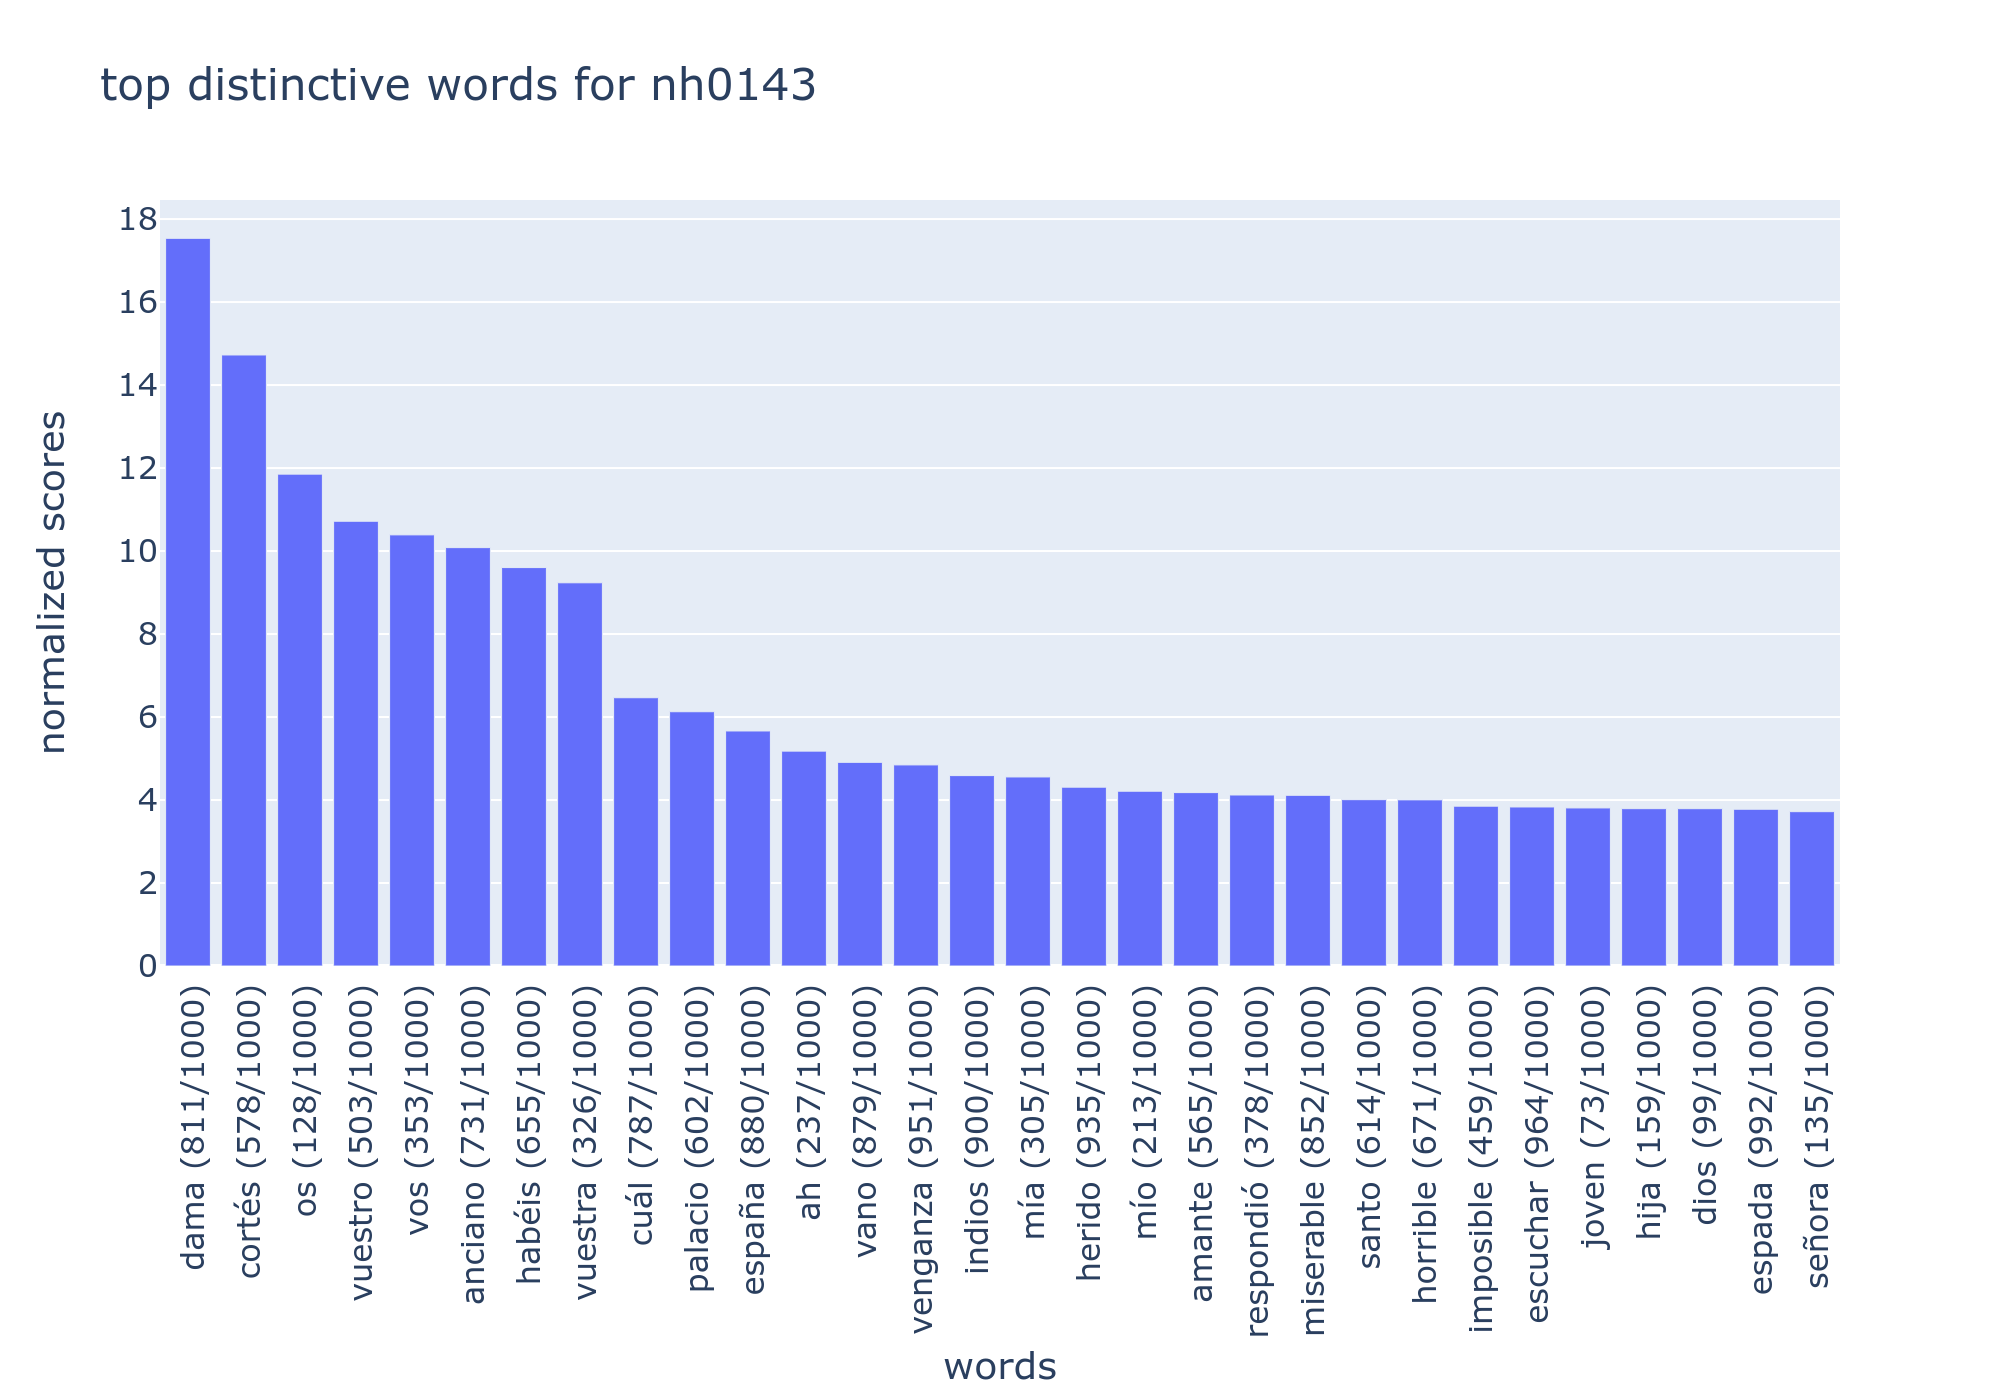 top distinctive words for nh0143
normalized scores
18
16
14
12
10
8
6
4
2
0
dama (811/1000)
cortés (578/1000)
os (128/1000)
vuestro (503/1000)
vos (353/1000)
anciano (731/1000)
habéis (655/1000)
vuestra (326/1000)
cuál (787/1000)
palacio (602/1000)
españa (880/1000)
ah (237/1000)
vano (879/1000)
venganza (951/1000)
indios (900/1000)
mía (305/1000)
herido (935/1000)
mío (213/1000)
amante (565/1000)
respondió (378/1000)
miserable (852/1000)
santo (614/1000)
horrible (671/1000)
imposible (459/1000)
escuchar (964/1000)
joven (73/1000)
hija (159/1000)
dios (99/1000)
espada (992/1000)
señora (135/1000)
words